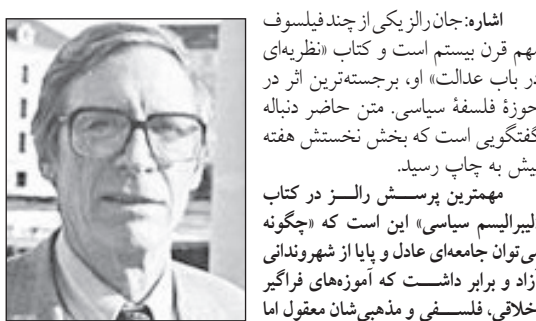 اشاره: جان رالز یکی از چند فیلسوف
مهم قرن بیستم است و کتاب «نظریه‌ای
در باب عدالت» او، برجسته‌ترین اثر در
حوزهٔ فلسفهٔ سیاسی. متن حاضر دنباله
گفتگویی است که بخش نخستش هفته
پیش به چاپ رسید.
مهمترین پرسش رالز در کتاب
«لیبرالیسم سیاسی» این است که «چگونه
می‌توان جامعه‌ای عادل و پایا از شهروندانی
آزاد و برابر داشت که آموزه‌های فراگیر
اخلاقی، فلسفی و مذهبی‌شان معقول اما